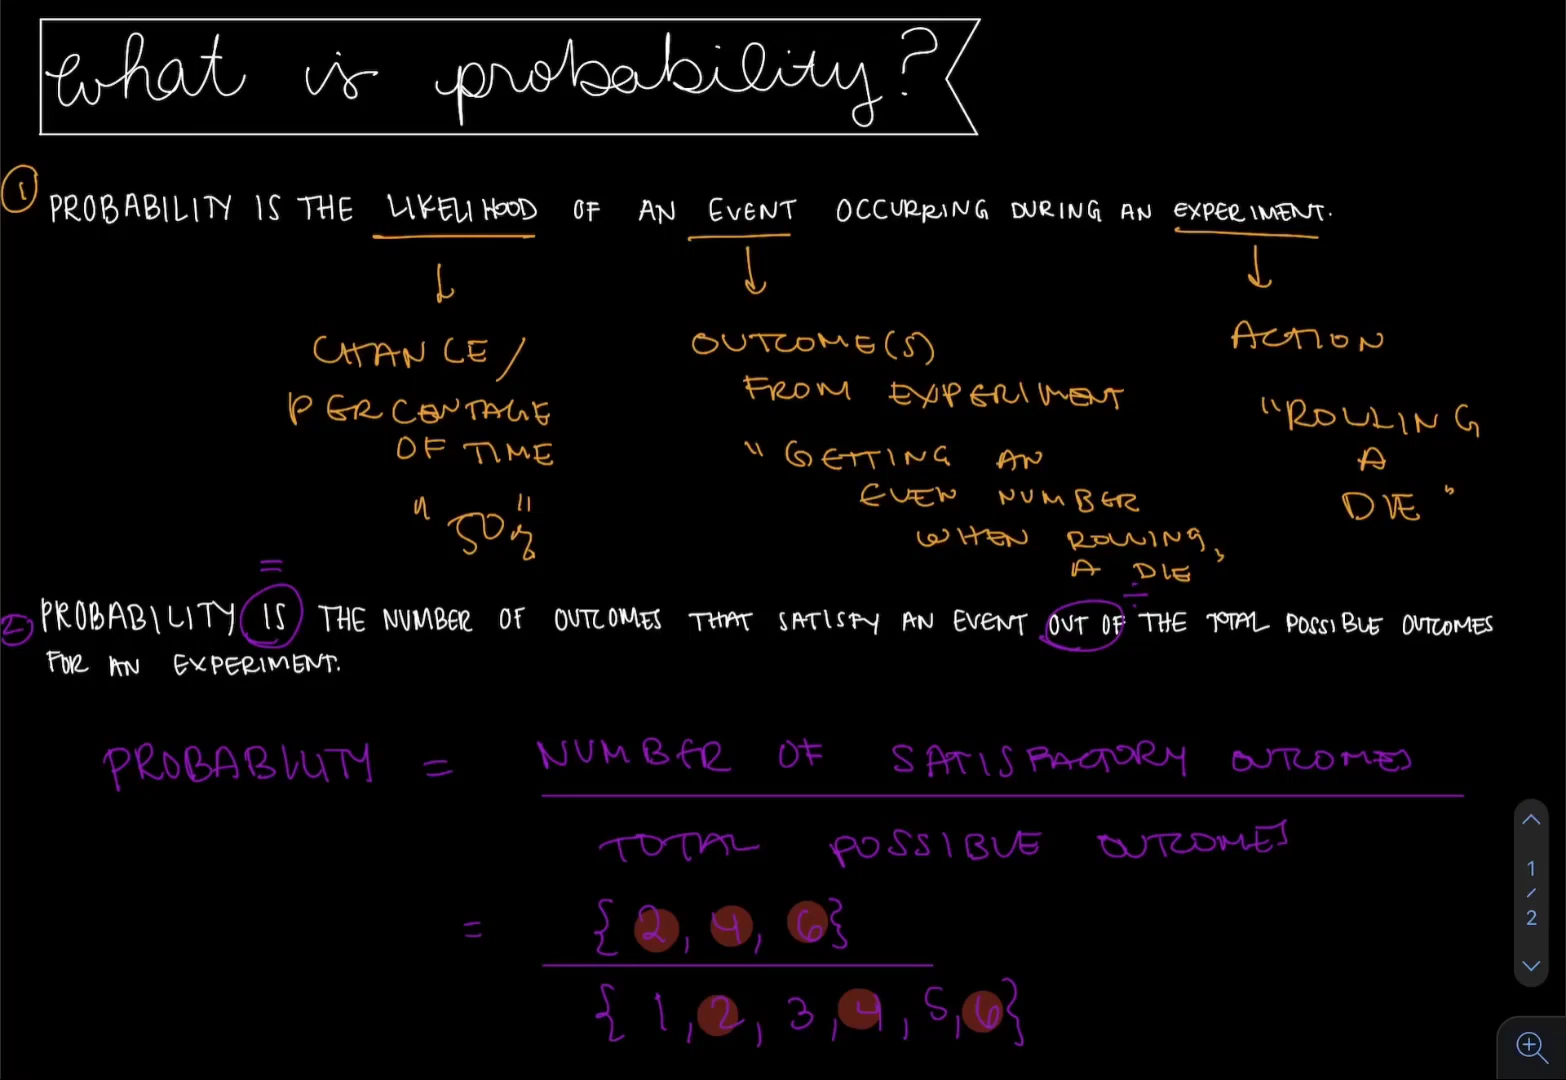 What is probability?
1
PROBABILITY IS THE LIKELIHOOD OF AN EVENT OCCURRING DURING AN EXPERIMENT.
CHANCE/
PERCENTAGE
OF TIME
"50%"
OUTCOME(S)
FROM EXPERIMENT
"GETTING AN
EVEN NUMBER
WHEN ROLLING
A DIE"
ACTION
"ROLLING
A
DIE"
=
÷
2 PROBABILITY IS THE NUMBER OF OUTCOMES THAT SATISFY AN EVENT OUT OF THE TOTAL POSSIBLE OUTCOMES
FOR AN EXPERIMENT.
PROBABILITY = NUMBER OF SATISFACTORY OUTCOMES
TOTAL POSSIBLE OUTCOMES
= {2, 4, 6}
{1, 2, 3, 4, 5, 6}
1
/
2